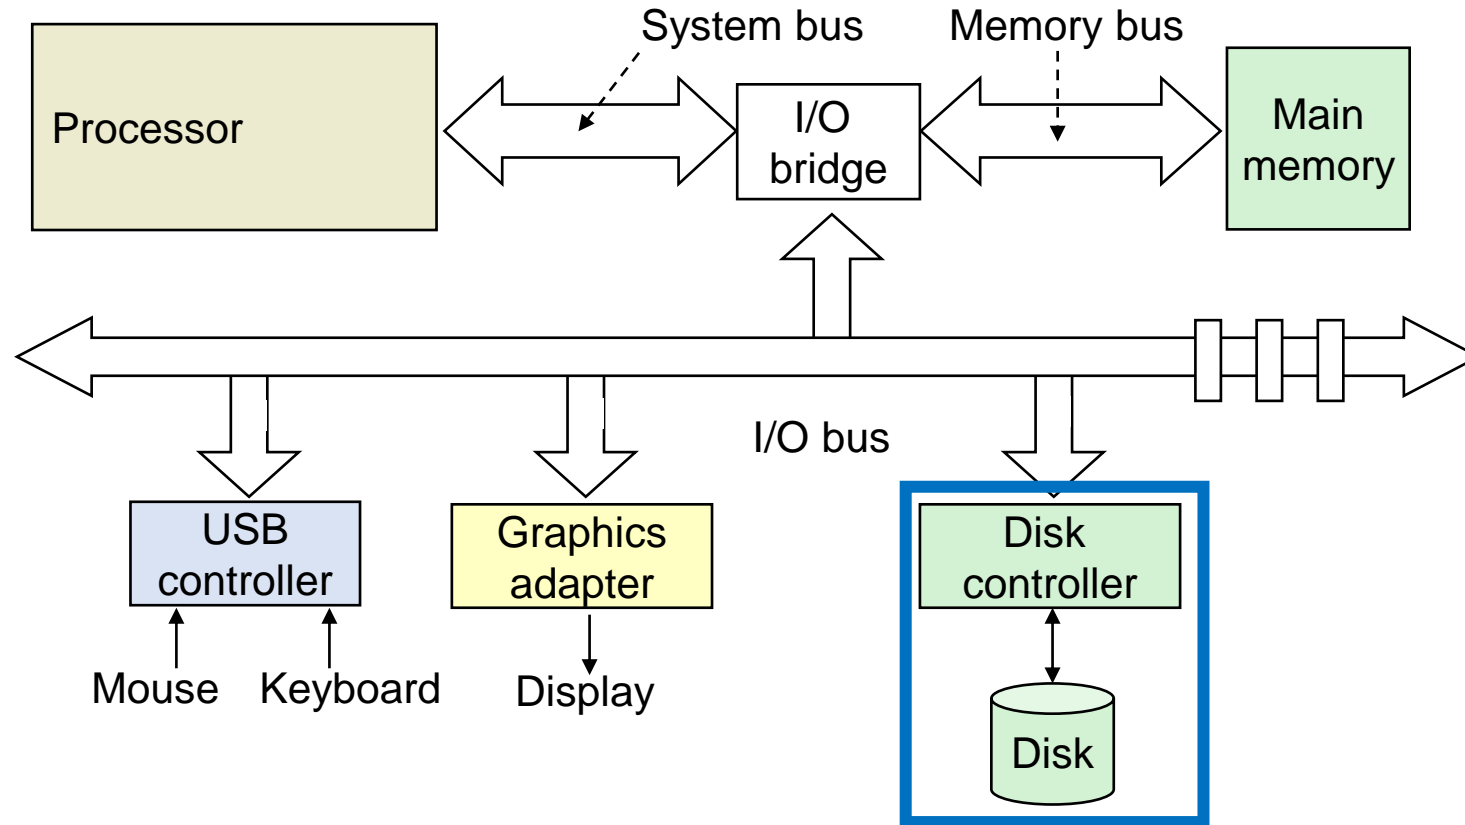 System bus
Memory bus
Processor
I/O
bridge
Main
memory
I/O bus
USB
controller
Graphics
adapter
Disk
controller
Mouse
Keyboard
Display
Disk